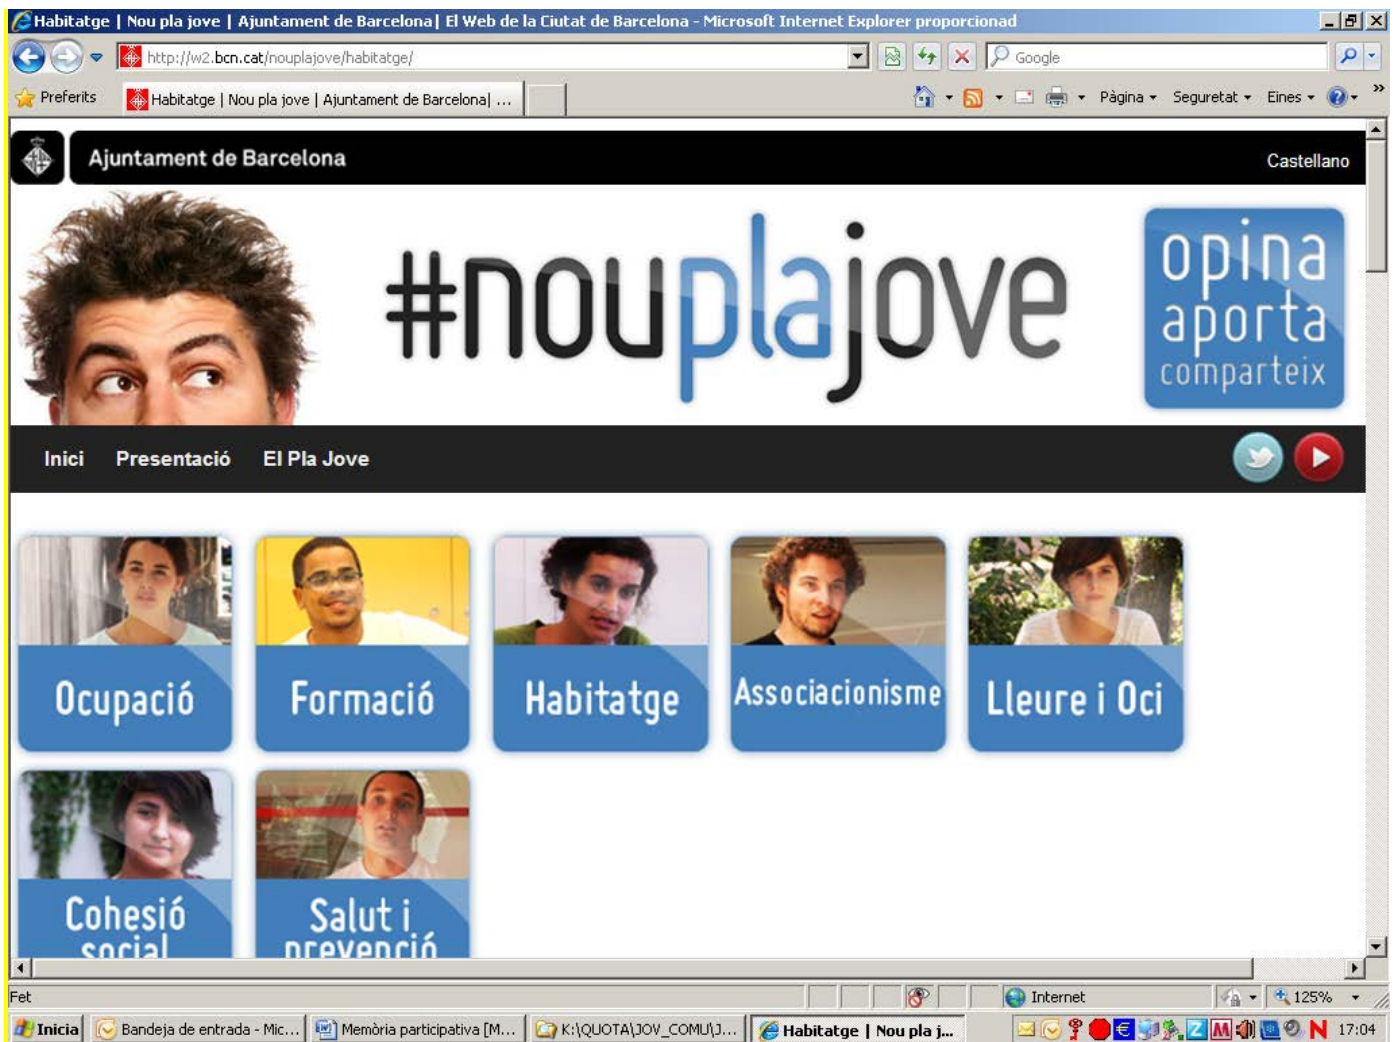 Habitatge | Nou pla jove | Ajuntament de Barcelona| El Web de la Ciutat de Barcelona - Microsoft Internet Explorer proporcionad
http://w2.bcn.cat/nouplajove/habitatge/
Google
Preferits
Habitatge | Nou pla jove | Ajuntament de Barcelona| ...
Pàgina
Seguretat
Eines
Ajuntament de Barcelona
Castellano
#nouplajove
opina
aporta
comparteix
Inici
Presentació
El Pla Jove
Ocupació
Formació
Habitatge
Associacionisme
Lleure i Oci
Cohesió
social
Salut i
prevenció
Fet
Internet
125%
Inicia
Bandeja de entrada - Mic...
Memòria participativa [M...
K:\QUOTA\JOV_COMU\J...
Habitatge | Nou pla j...
17:04